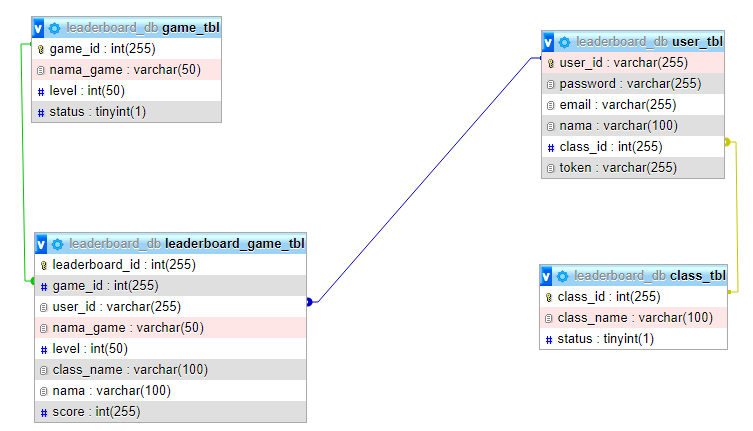 leaderboard_db game_tbl
game_id : int(255)
nama_game : varchar(50)
level : int(50)
status : tinyint(1)
leaderboard_db user_tbl
user_id : varchar(255)
password : varchar(255)
email : varchar(255)
nama : varchar(100)
class_id : int(255)
token : varchar(255)
leaderboard_db leaderboard_game_tbl
leaderboard_id : int(255)
game_id : int(255)
user_id : varchar(255)
nama_game : varchar(50)
level : int(50)
class_name : varchar(100)
nama : varchar(100)
score : int(255)
leaderboard_db class_tbl
class_id : int(255)
class_name : varchar(100)
status : tinyint(1)